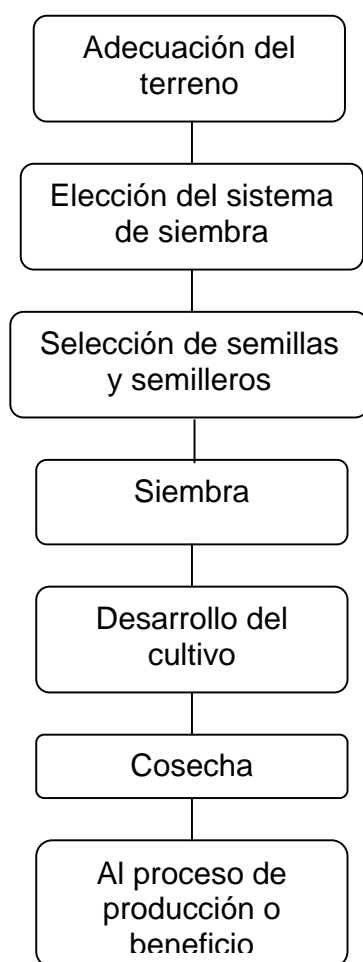 Adecuación del
terreno
Elección del sistema
de siembra
Selección de semillas
y semilleros
Siembra
Desarrollo del
cultivo
Cosecha
Al proceso de
producción o
beneficio